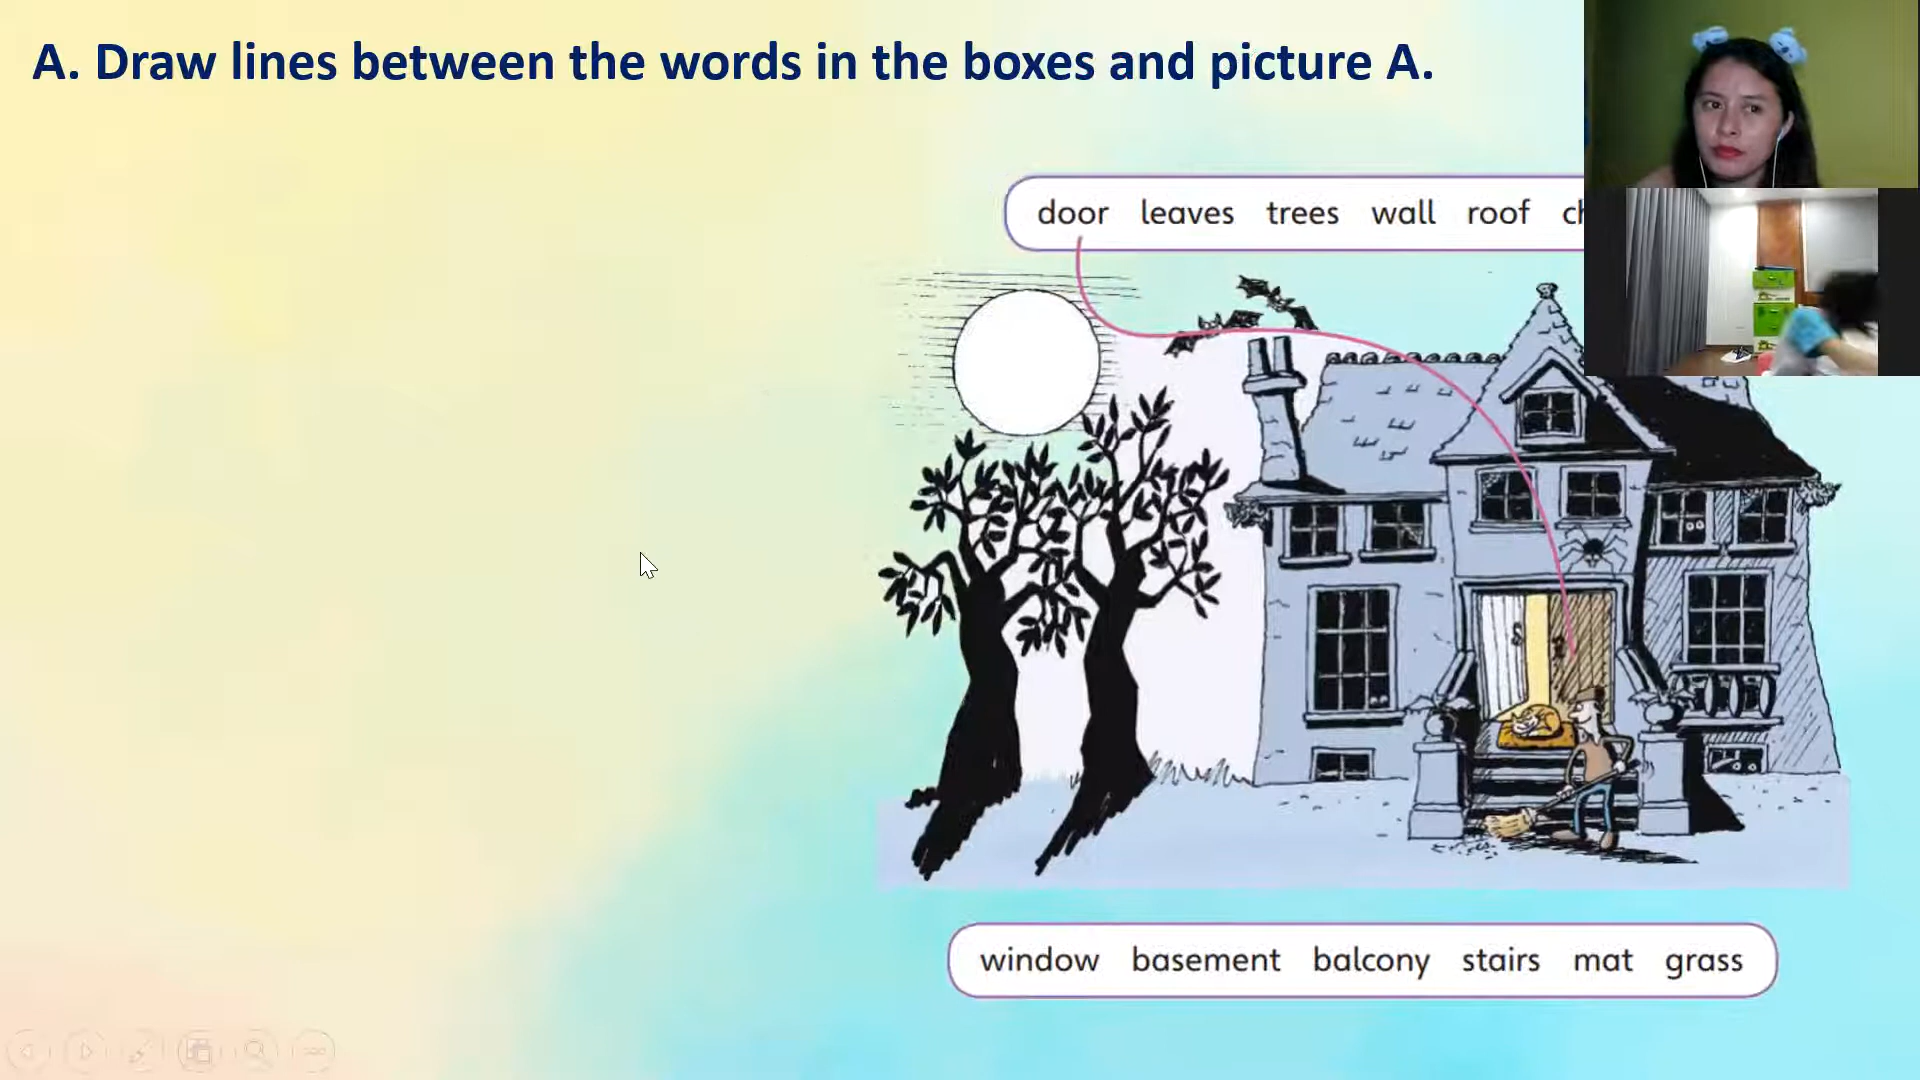 A. Draw lines between the words in the boxes and picture A.
door leaves trees wall roof
window basement balcony stairs mat grass